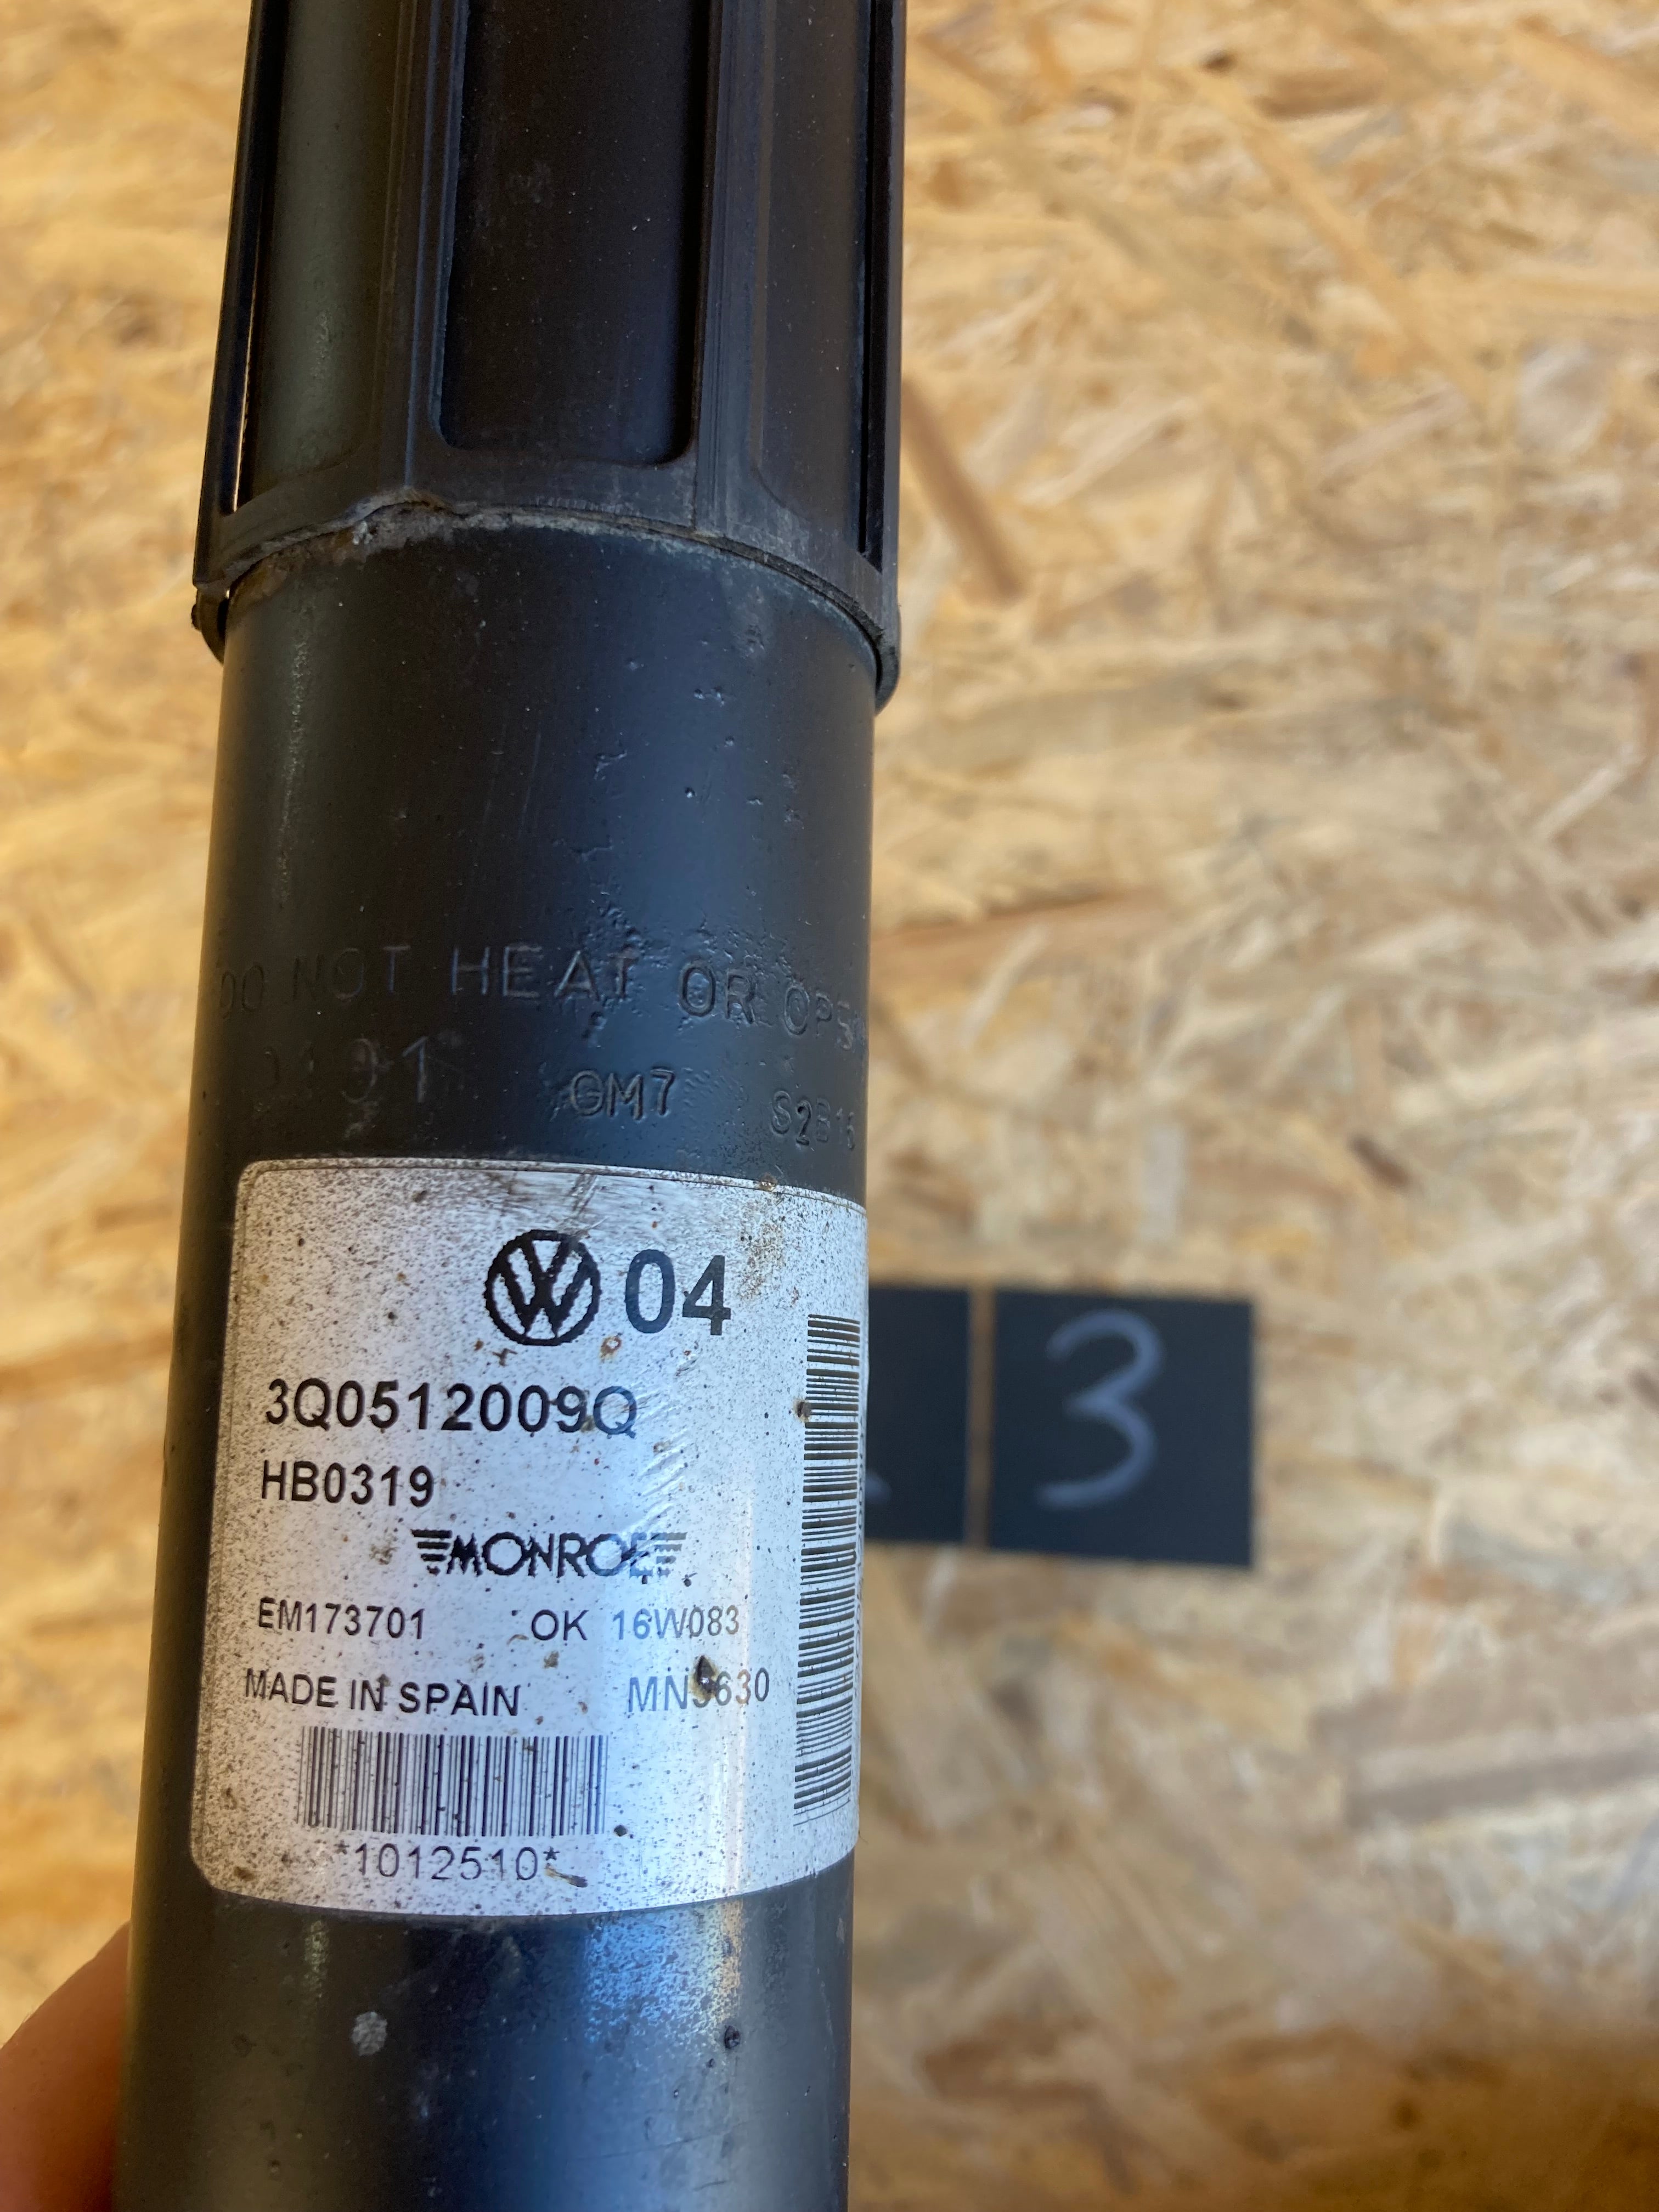 DO NOT HEAT OR OPEN
GM7
04
3Q0512009Q
HB0319
MONROE
EM173701 OK 16W083
MADE IN SPAIN
*1012510*
3